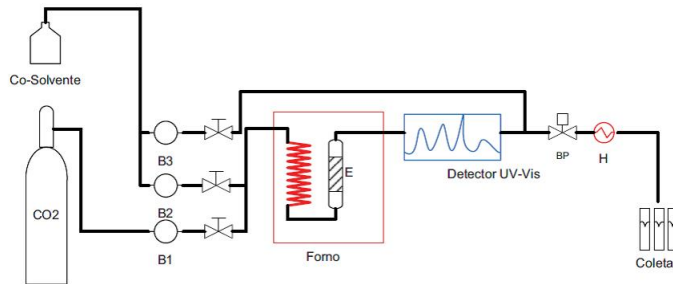 Co-Solvente
CO2
B3
B2
B1
E
Forno
Detector UV-Vis
BP
H
Coleta